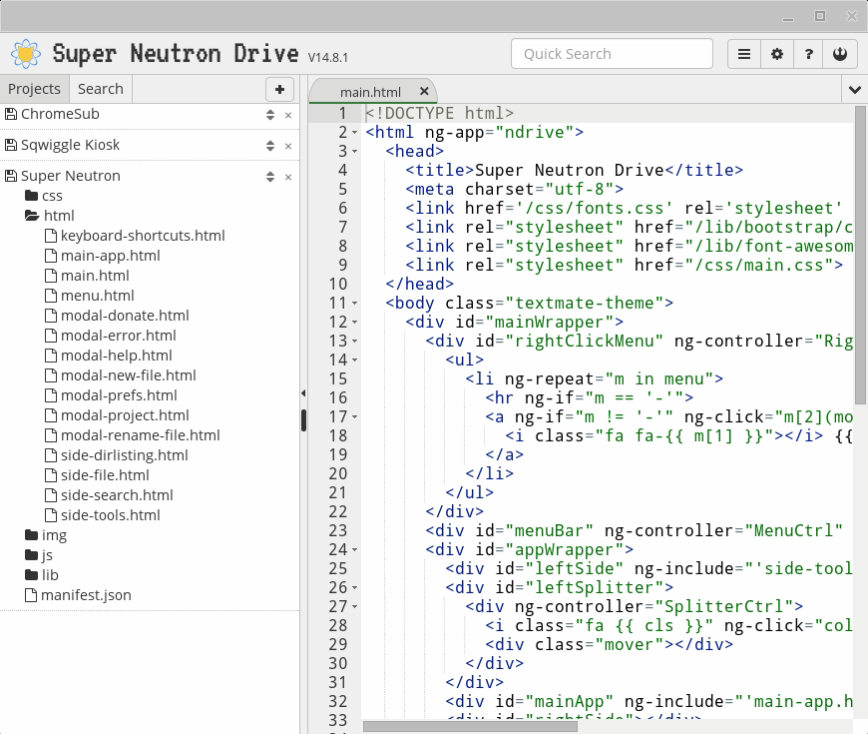 Super Neutron Drive V14.8.1
Quick Search
?
Projects Search +
ChromeSub
Sqwiggle Kiosk
Super Neutron
css
html
keyboard-shortcuts.html
main-app.html
main.html
menu.html
modal-donate.html
modal-error.html
modal-help.html
modal-new-file.html
modal-prefs.html
modal-project.html
modal-rename-file.html
side-dirlisting.html
side-file.html
side-search.html
side-tools.html
img
js
lib
manifest.json
main.html
1 <!DOCTYPE html>
2 <html ng-app="ndrive">
3 <head>
4 <title>Super Neutron Drive</title>
5 <meta charset="utf-8">
6 <link href='/css/fonts.css' rel='stylesheet'
7 <link rel="stylesheet" href="/lib/bootstrap/c
8 <link rel="stylesheet" href="/lib/font-awesom
9 <link rel="stylesheet" href="/css/main.css">
10 </head>
11 <body class="textmate-theme">
12 <div id="mainWrapper">
13 <div id="rightClickMenu" ng-controller="Rig
14 <ul>
15 <li ng-repeat="m in menu">
16 <hr ng-if="m == '-'">
17 <a ng-if="m != '-'" ng-click="m[2](mo
18 <i class="fa fa-{{ m[1] }}"></i> {{
19 </a>
20 </li>
21 </ul>
22 </div>
23 <div id="menuBar" ng-controller="MenuCtrl"
24 <div id="appWrapper">
25 <div id="leftSide" ng-include="'side-tool
26 <div id="leftSplitter">
27 <div ng-controller="SplitterCtrl">
28 <i class="fa {{ cls }}" ng-click="col
29 <div class="mover"></div>
30 </div>
31 </div>
32 <div id="mainApp" ng-include="'main-app.h
33 <div id="rightSide"></div>